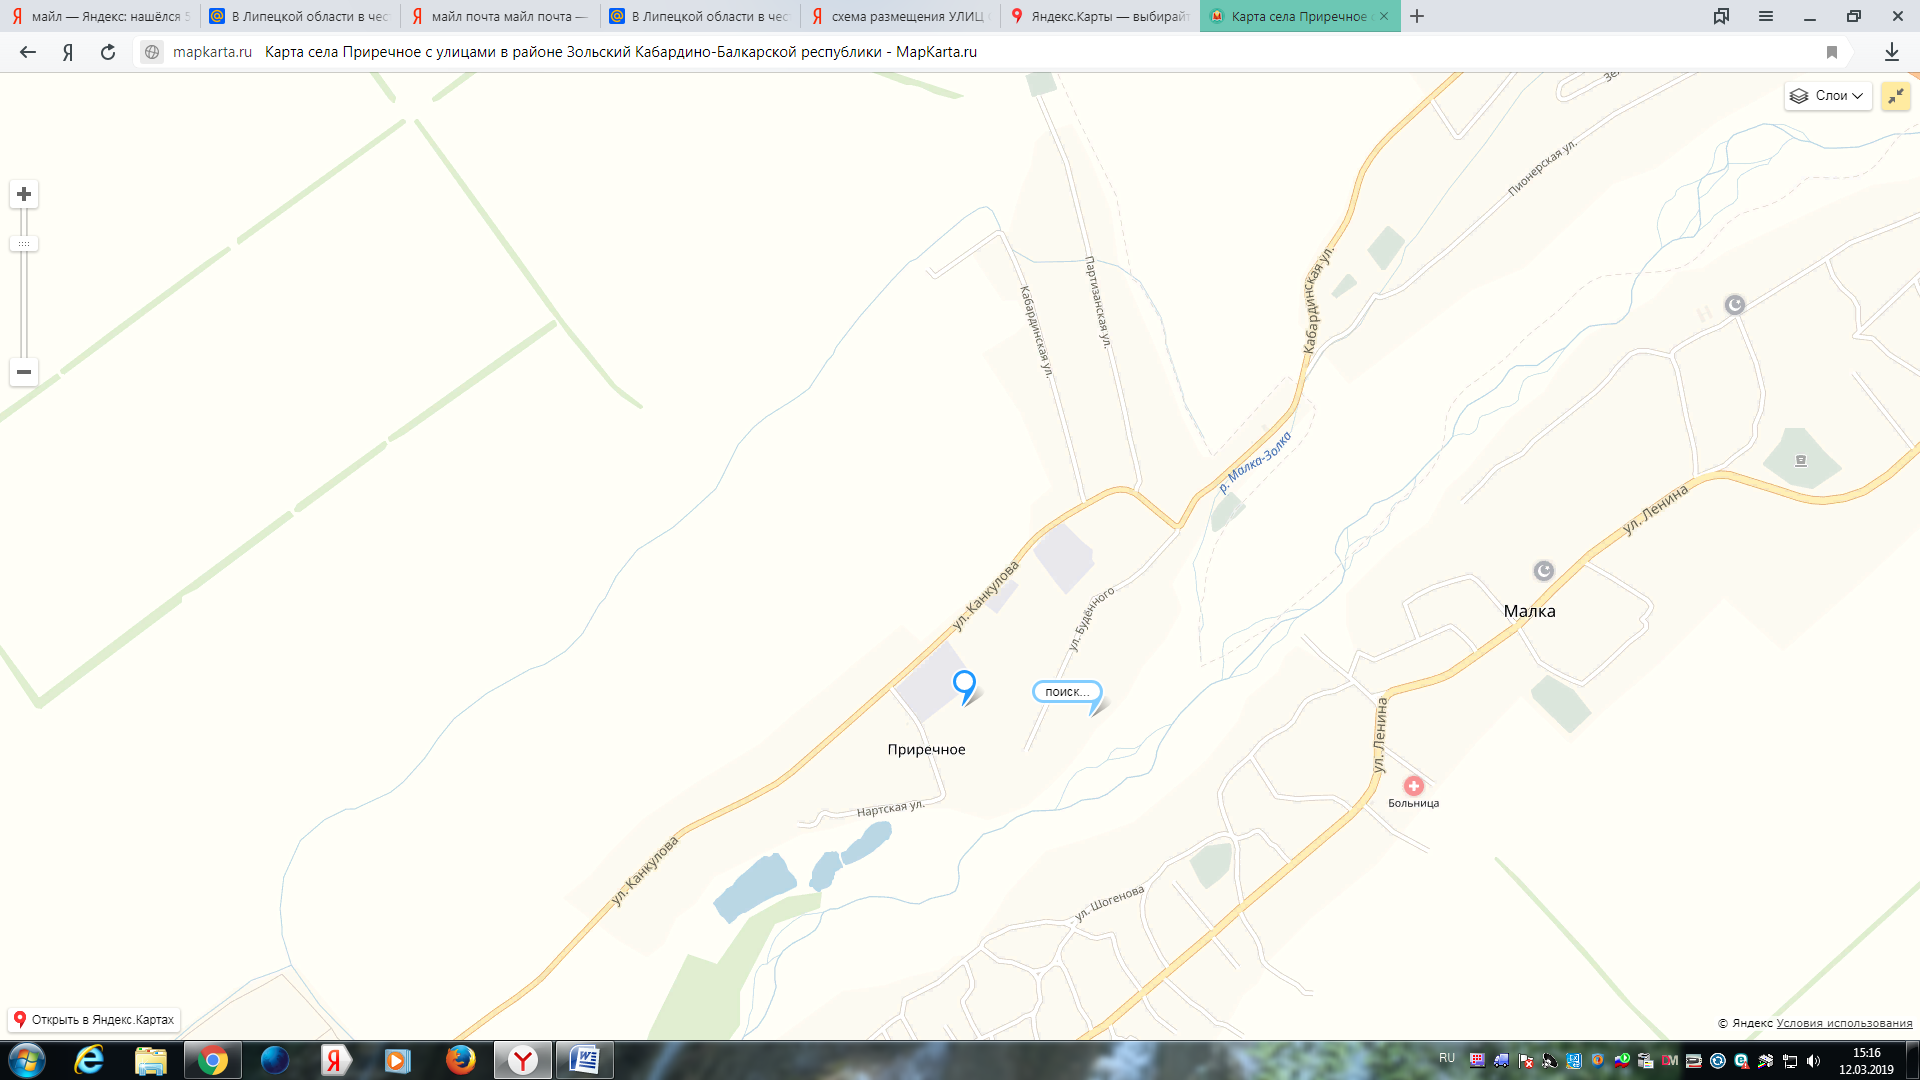 майл — Яндекс: нашёлся 5
В Липецкой области в чес
майл почта майл почта —
В Липецкой области в чес
схема размещения УЛИЦ
Яндекс.Карты — выбирайт
Карта села Приречное
mapkarta.ru Карта села Приречное с улицами в районе Зольский Кабардино-Балкарской республики - MapKarta.ru
Слои
Пионерская ул.
Кабардинская ул.
Партизанская ул.
Кабардинская ул.
р. Малка-Золка
ул. Ленина
ул. Канкулова
ул. Будённого
Малка
поиск...
ул. Ленина
Приречное
Больница
Нартская ул.
ул. Канкулова
ул. Шогенова
Открыть в Яндекс.Картах
© Яндекс Условия использования
RU
15:16
12.03.2019